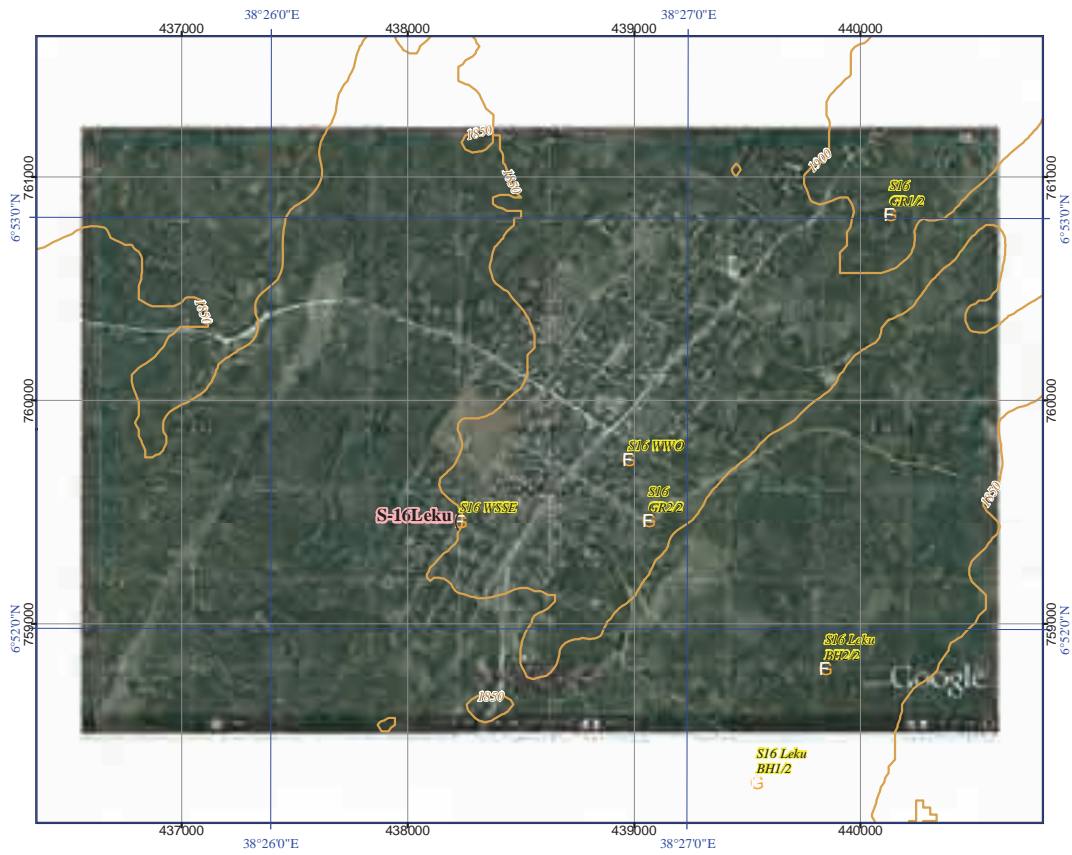 38°26'0"E
38°27'0"E
437000
438000
439000
440000
1850
1900
1850
761000
761000
S16
GR1/2
E
6°53'0"N
6°53'0"N
1850
760000
760000
S16 WWO
E
S16
GR2/2
E
S-16Leku
S16 WSSE
E
1850
759000
759000
6°52'0"N
6°52'0"N
S16 Leku
BH2/2
E
Google
1850
S16 Leku
BH1/2
G
437000
438000
439000
440000
38°26'0"E
38°27'0"E